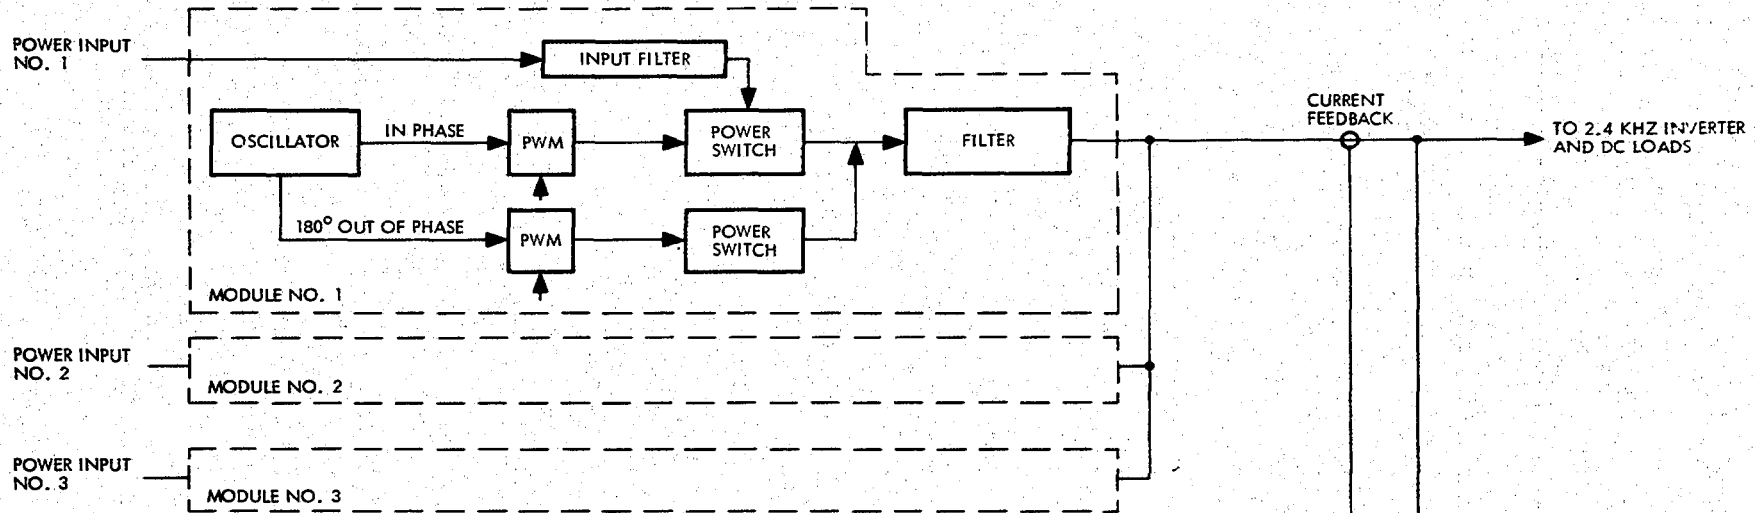 POWER INPUT
NO. 1
INPUT FILTER
OSCILLATOR
IN PHASE
PWM
POWER
SWITCH
FILTER
CURRENT
FEEDBACK
TO 2.4 KHZ INVERTER
AND DC LOADS
180° OUT OF PHASE
PWM
POWER
SWITCH
MODULE NO. 1
POWER INPUT
NO. 2
MODULE NO. 2
POWER INPUT
NO. 3
MODULE NO. 3